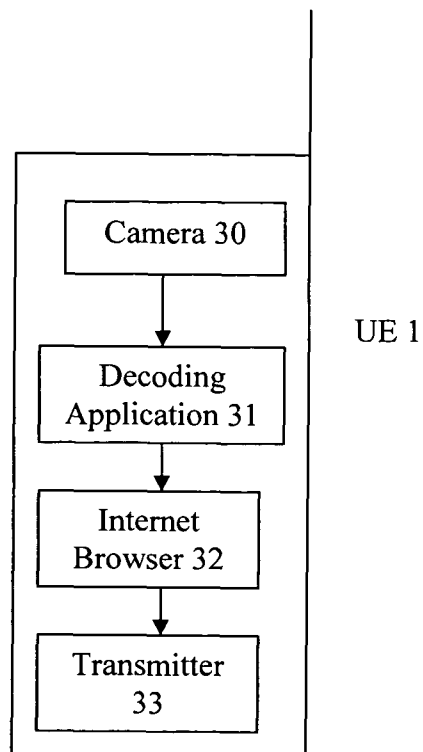 Camera 30
UE 1
Decoding
Application 31
Internet
Browser 32
Transmitter
33